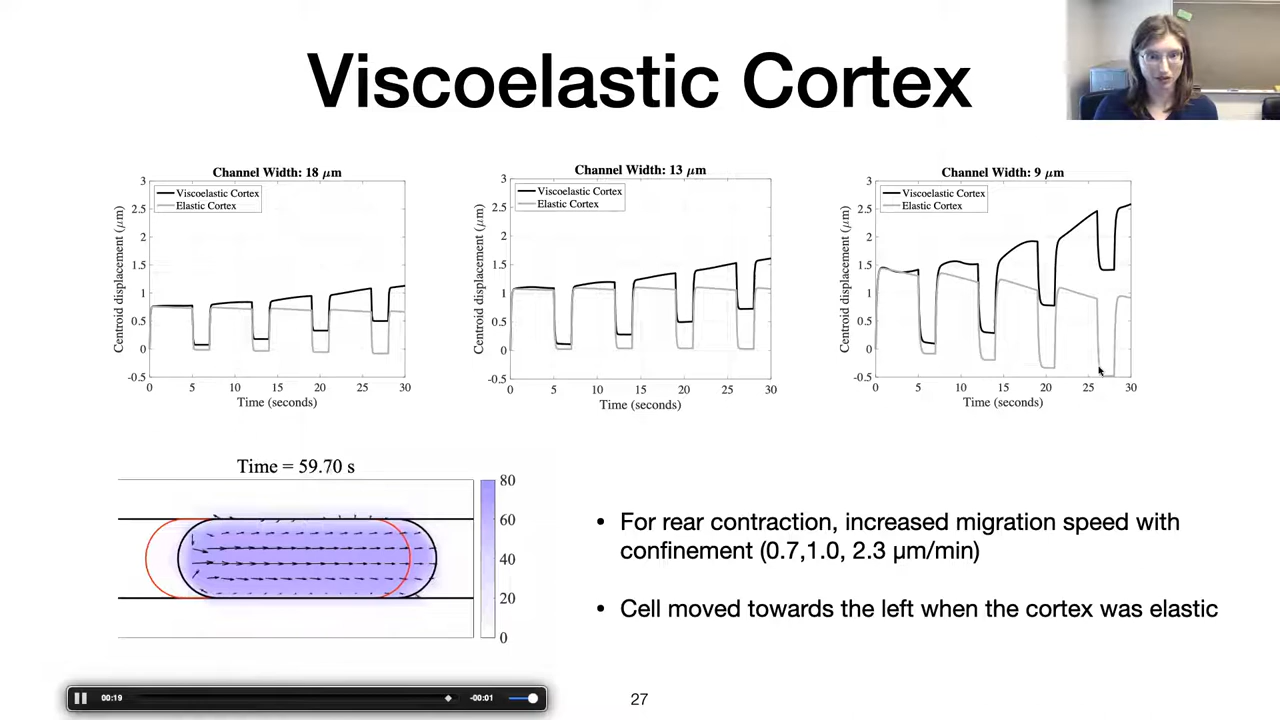 Viscoelastic Cortex
Channel Width: 18 μm
3
2.5
2
1.5
1
0.5
0
-0.5
Centroid displacement (μm)
Viscoelastic Cortex
Elastic Cortex
0 5 10 15 20 25 30
Time (seconds)
Channel Width: 13 μm
3
2.5
2
1.5
1
0.5
0
-0.5
Centroid displacement (μm)
Viscoelastic Cortex
Elastic Cortex
0 5 10 15 20 25 30
Time (seconds)
Channel Width: 9 μm
3
2.5
2
1.5
1
0.5
0
-0.5
Centroid displacement (μm)
Viscoelastic Cortex
Elastic Cortex
0 5 10 15 20 25 30
Time (seconds)
Time = 59.70 s
80
60
40
20
0
• For rear contraction, increased migration speed with
confinement (0.7,1.0, 2.3 μm/min)
• Cell moved towards the left when the cortex was elastic
00:19
-00:01
27